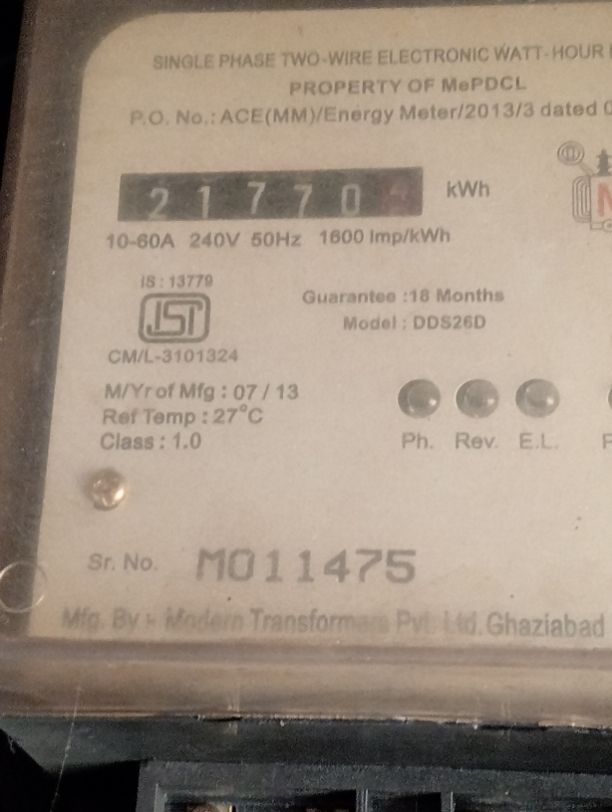 SINGLE PHASE TWO-WIRE ELECTRONIC WATT-HOUR
PROPERTY OF MePDCL
P.O. No.: ACE(MM)/Energy Meter/2013/3 dated
21770 kWh
10-60A 240V 50Hz 1600 Imp/kWh
IS : 13779
Guarantee :18 Months
ISI
Model : DDS26D
CM/L-3101324
M/Yr of Mfg : 07 / 13
Ref Temp : 27°C
Class : 1.0
Ph. Rev. E.L.
Sr. No. M011475
Mfg. By :- Modern Transformers Pvt. Ltd. Ghaziabad